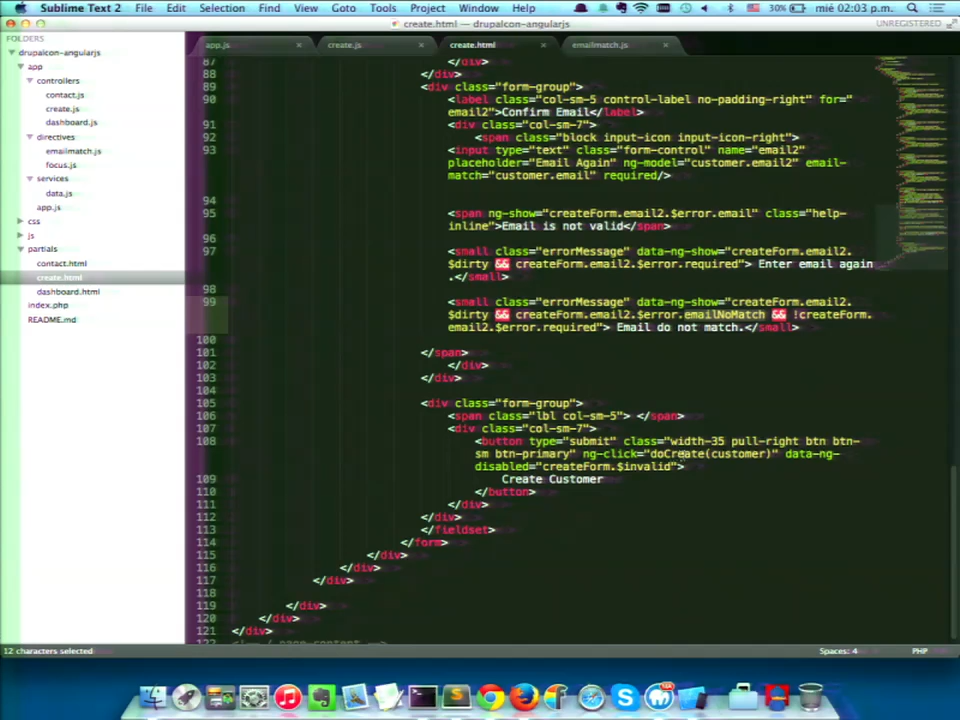 Sublime Text 2 File Edit Selection Find View Goto Tools Project Window Help 30% mié 02:03 p.m.
create.html — drupalcon-angularjs UNREGISTERED
FOLDERS
drupalcon-angularjs
app
controllers
contact.js
create.js
dashboard.js
directives
emailmatch.js
focus.js
services
data.js
app.js
css
js
partials
contact.html
create.html
dashboard.html
index.php
README.md
app.js create.js create.html emailmatch.js
87 </div>
88 </div>
89 <div class="form-group">
90 <label class="col-sm-5 control-label no-padding-right" for="
email2">Confirm Email</label>
91 <div class="col-sm-7">
92 <span class="block input-icon input-icon-right">
93 <input type="text" class="form-control" name="email2"
placeholder="Email Again" ng-model="customer.email2" email-
match="customer.email" required/>
94
95 <span ng-show="createForm.email2.$error.email" class="help-
inline">Email is not valid</span>
96
97 <small class="errorMessage" data-ng-show="createForm.email2.
$dirty && createForm.email2.$error.required"> Enter email again
.</small>
98
99 <small class="errorMessage" data-ng-show="createForm.email2.
$dirty && createForm.email2.$error.emailNoMatch && !createForm.
email2.$error.required"> Email do not match.</small>
100
101 </span>
102 </div>
103 </div>
104
105 <div class="form-group">
106 <span class="lbl col-sm-5"> </span>
107 <div class="col-sm-7">
108 <button type="submit" class="width-35 pull-right btn btn-
sm btn-primary" ng-click="doCreate(customer)" data-ng-
disabled="createForm.$invalid">
109 Create Customer
110 </button>
111 </div>
112 </div>
113 </fieldset>
114 </form>
115 </div>
116 </div>
117 </div>
118
119 </div>
120 </div>
121 </div>
12 characters selected Spaces: 4 PHP